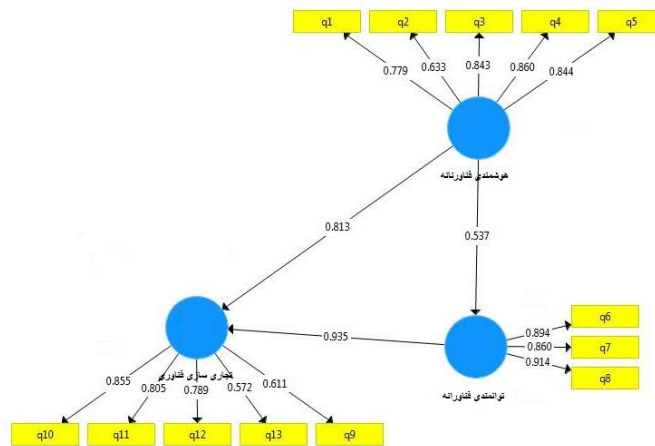 q1 q2 q3 q4 q5
0.779 0.633 0.843 0.860 0.844
هوشمندی فناورانه
0.813 0.537
q6
0.894
0.935 0.860 q7
0.914 q8
تجاری سازی فناوری
توانمندی فناورانه
0.855 0.805 0.789 0.572 0.611
q10 q11 q12 q13 q9